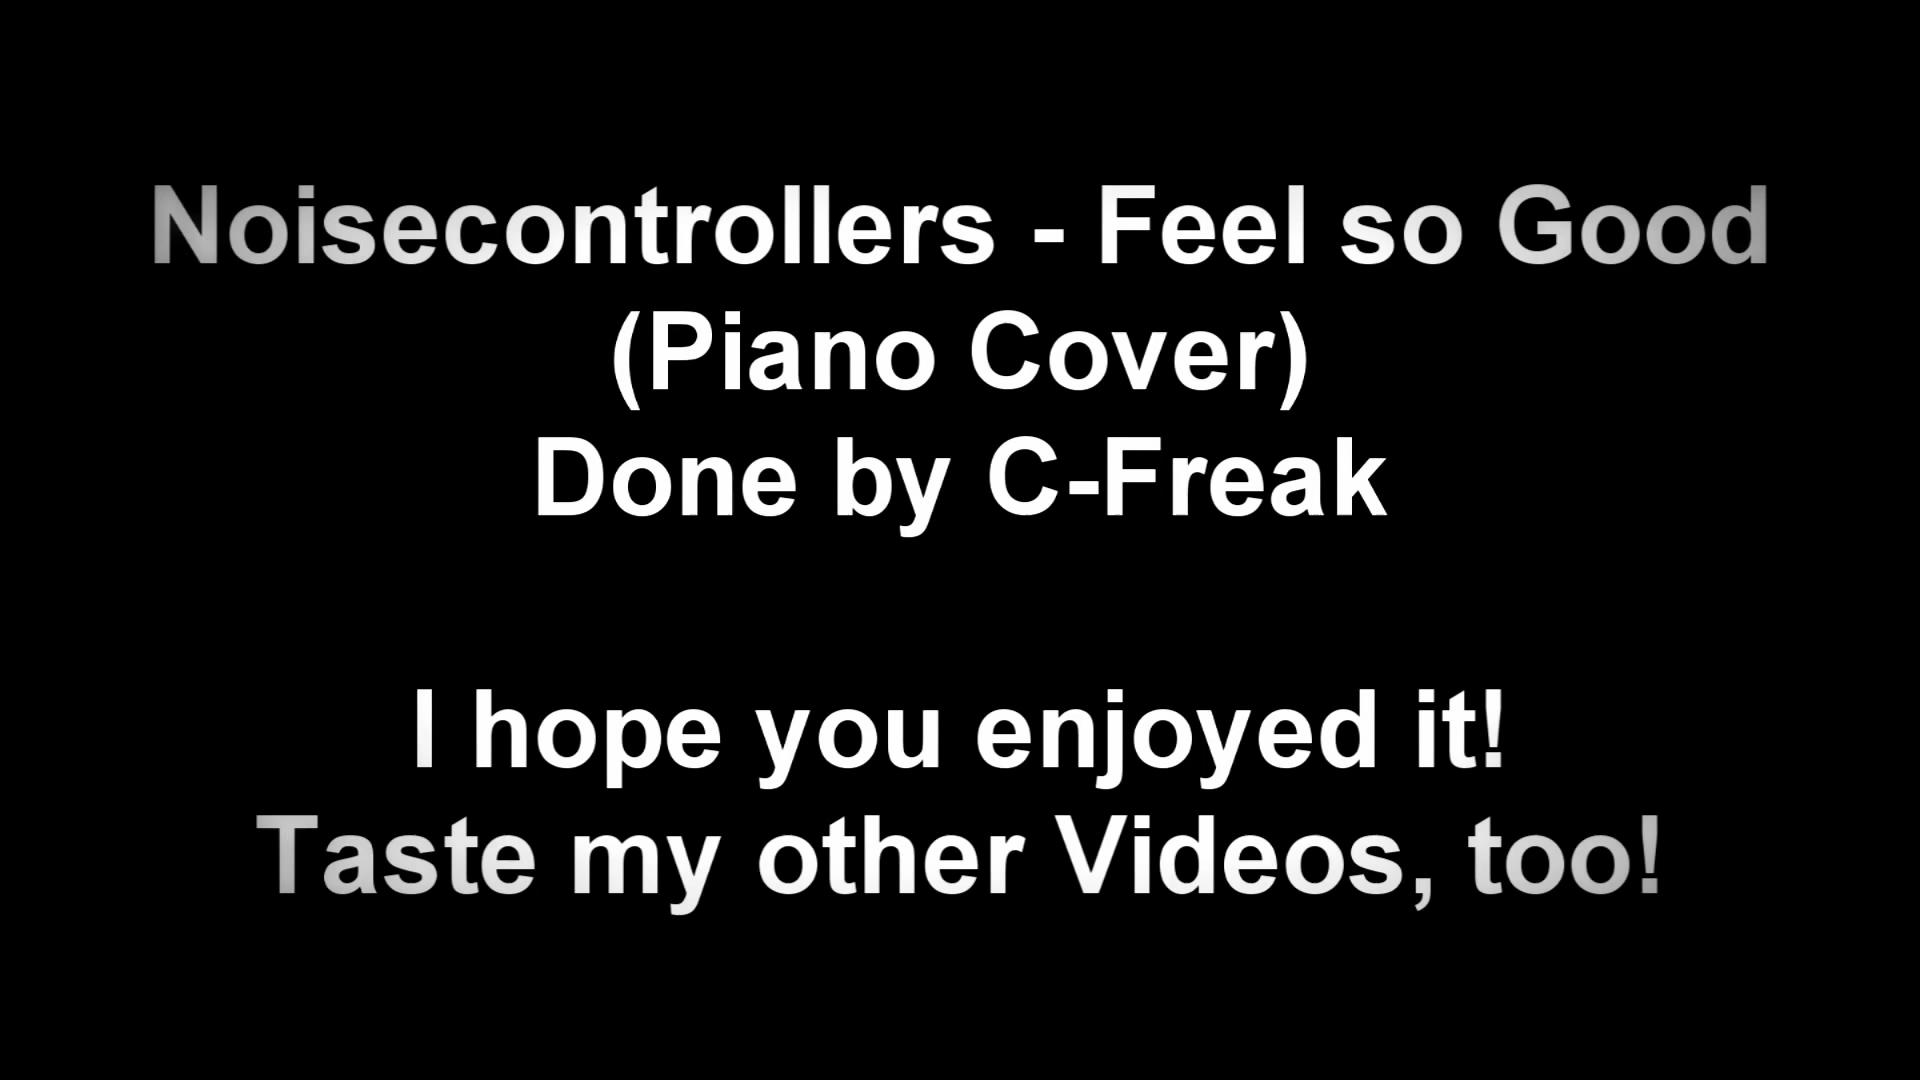 Noisecontrollers - Feel so Good
(Piano Cover)
Done by C-Freak
I hope you enjoyed it!
Taste my other Videos, too!